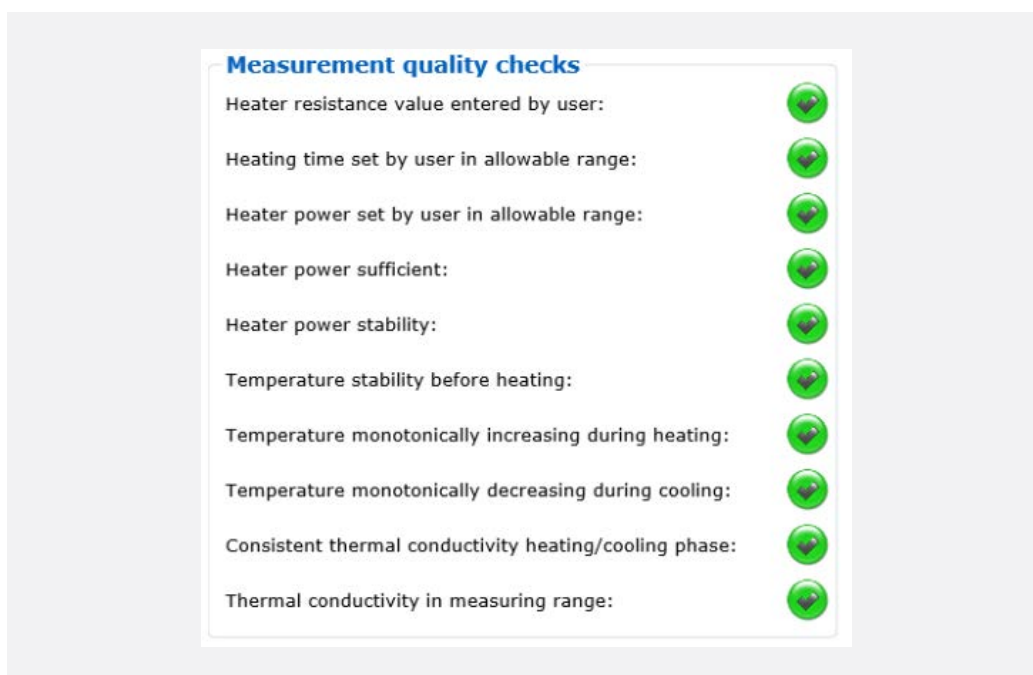 Measurement quality checks
Heater resistance value entered by user:
Heating time set by user in allowable range:
Heater power set by user in allowable range:
Heater power sufficient:
Heater power stability:
Temperature stability before heating:
Temperature monotonically increasing during heating:
Temperature monotonically decreasing during cooling:
Consistent thermal conductivity heating/cooling phase:
Thermal conductivity in measuring range: